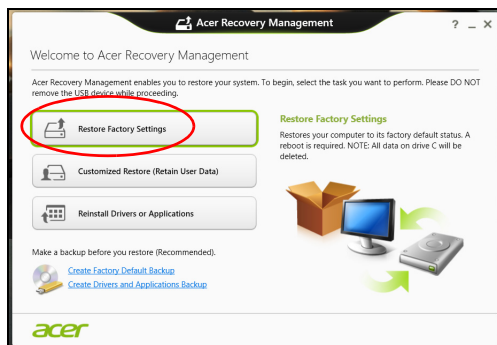 Acer Recovery Management
? _ X
Welcome to Acer Recovery Management
Acer Recovery Management enables you to restore your system. To begin, select the task you want to perform. Please DO NOT
remove the USB device while proceeding.
Restore Factory Settings
Customized Restore (Retain User Data)
Reinstall Drivers or Applications
Restore Factory Settings
Restores your computer to its factory default status. A
reboot is required. NOTE: All data on drive C will be
deleted.
Make a backup before you restore (Recommended).
Create Factory Default Backup
Create Drivers and Applications Backup
acer